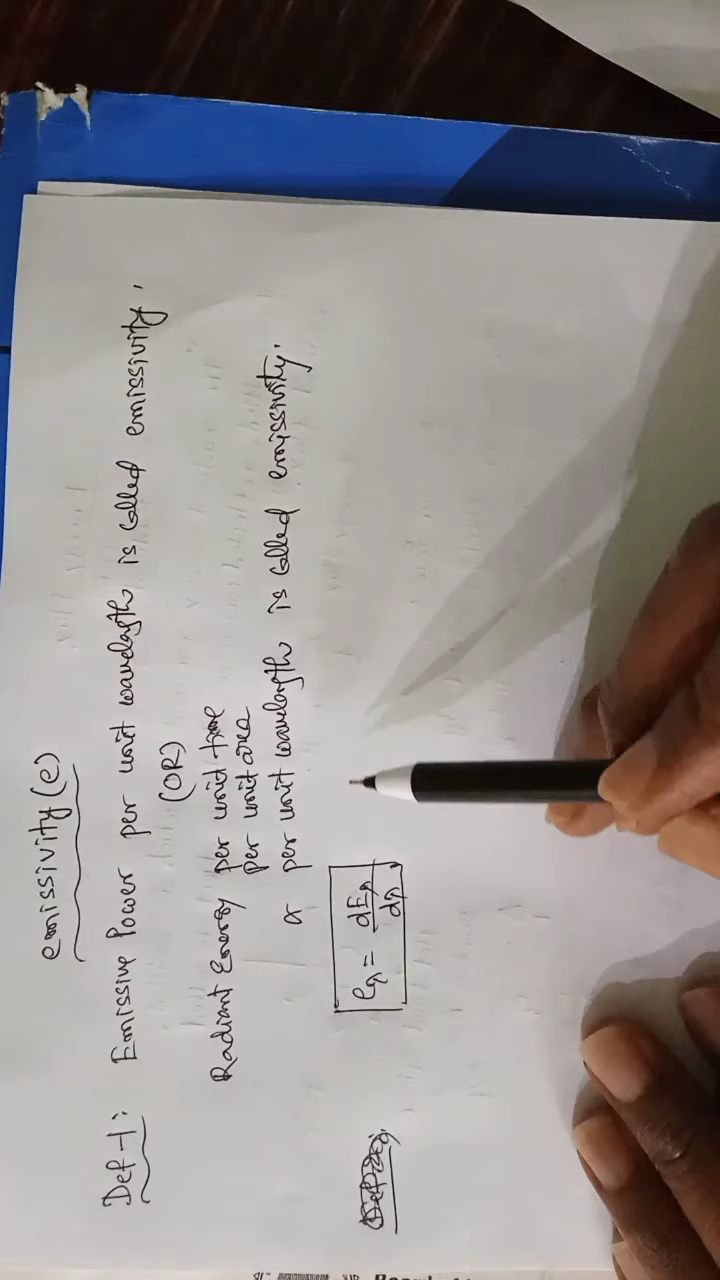 emissivity (e)
Def-1: Emissive Power per unit wavelength is called emissivity.
(OR)
Radiant Energy per unit time
per unit area
& per unit wavelength is called emissivity.
eλ = dEλ/dλ